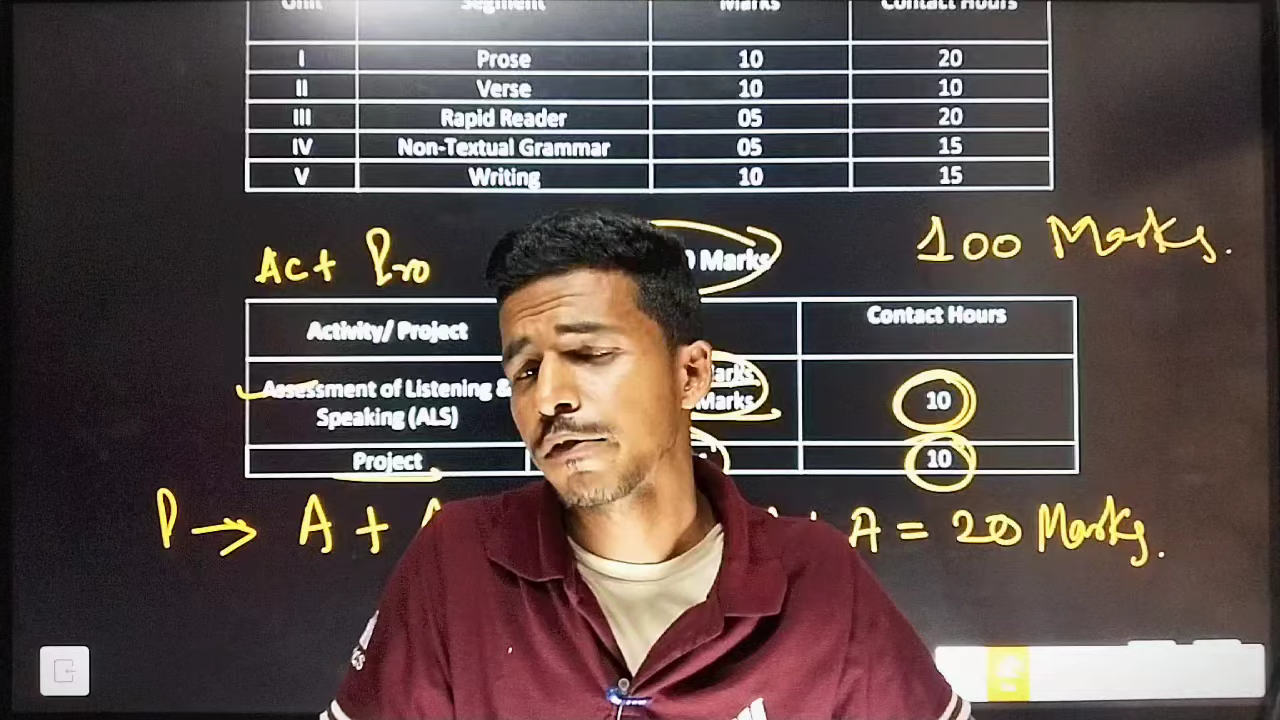 Unit Segment Marks Contact Hours
I Prose 10 20
II Verse 10 10
III Rapid Reader 05 20
IV Non-Textual Grammar 05 15
V Writing 10 15
100 Marks.
Act Pro Marks
Activity/ Project Contact Hours
Assessment of Listening &
Speaking (ALS) Marks 10
Project 10
P → A + A = 20 Marks.